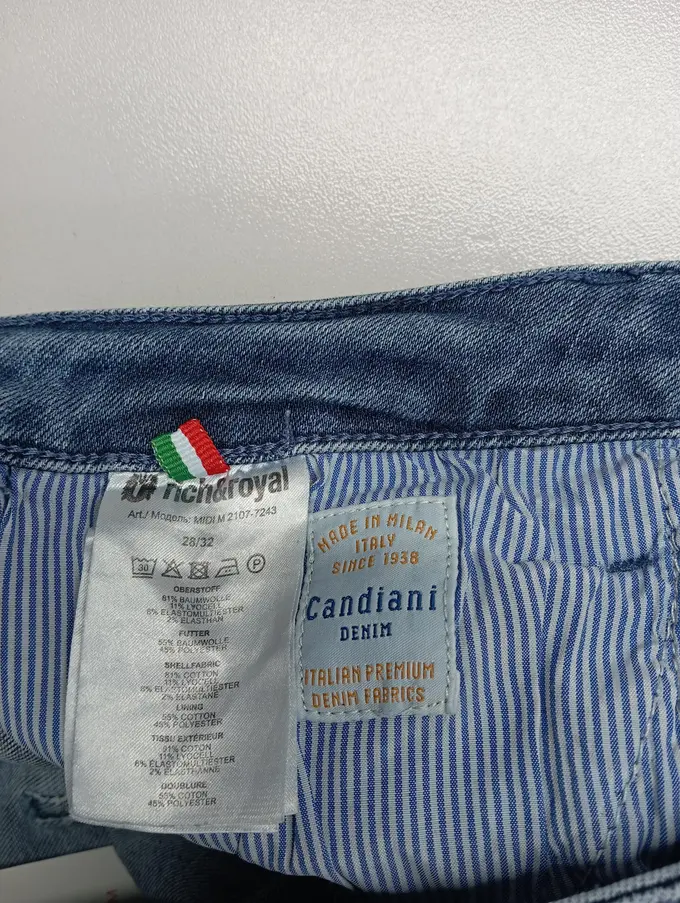 rich&royal
Art./ Модель: MIDI M 2107-7243
28/32
30
P
OBERSTOFF
81% BAUMWOLLE
11% LYOCELL
6% ELASTOMULTIESTER
2% ELASTHAN
FUTTER
55% BAUMWOLLE
45% POLYESTER
SHELLFABRIC
81% COTTON
11% LYOCELL
6% ELASTOMULTIESTER
2% ELASTANE
LINING
55% COTTON
45% POLYESTER
TISSU EXTÉRIEUR
81% COTON
11% LYOCELL
6% ELASTOMULTIESTER
2% ELASTHANNE
DOUBLURE
55% COTON
45% POLYESTER
MADE IN MILAN
ITALY
SINCE 1938
Candiani
DENIM
ITALIAN PREMIUM
DENIM FABRICS